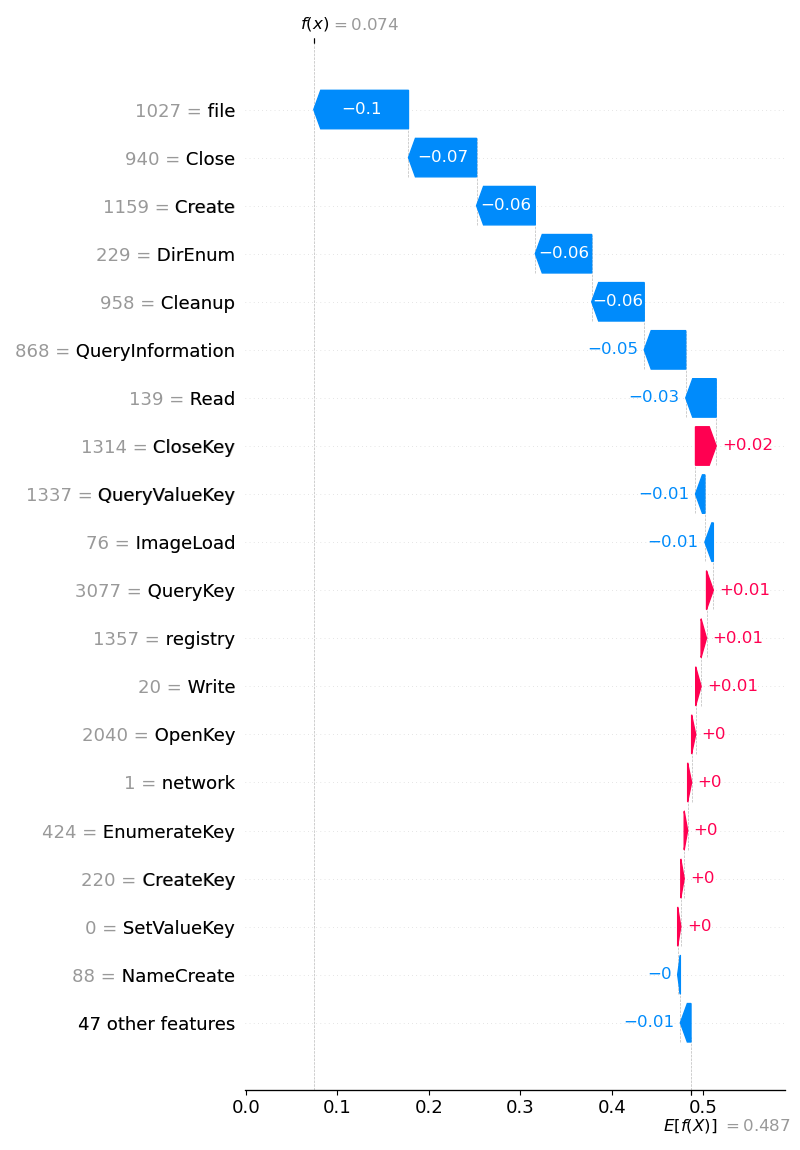 f(x) = 0.074
1027 = file
−0.1
940 = Close
−0.07
1159 = Create
−0.06
229 = DirEnum
−0.06
958 = Cleanup
−0.06
868 = QueryInformation
−0.05
139 = Read
−0.03
1314 = CloseKey
+0.02
1337 = QueryValueKey
−0.01
76 = ImageLoad
−0.01
3077 = QueryKey
+0.01
1357 = registry
+0.01
20 = Write
+0.01
2040 = OpenKey
+0
1 = network
+0
424 = EnumerateKey
+0
220 = CreateKey
+0
0 = SetValueKey
+0
88 = NameCreate
−0
47 other features
−0.01
0.0 0.1 0.2 0.3 0.4 0.5
E[f(X)] = 0.487